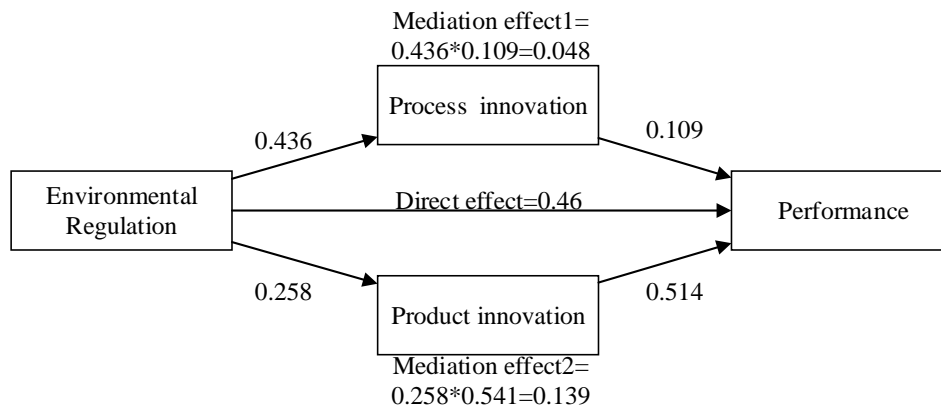 Mediation effect1=
0.436*0.109=0.048
Process innovation
0.436
0.109
Environmental
Regulation
Direct effect=0.46
Performance
0.258
0.514
Product innovation
Mediation effect2=
0.258*0.541=0.139